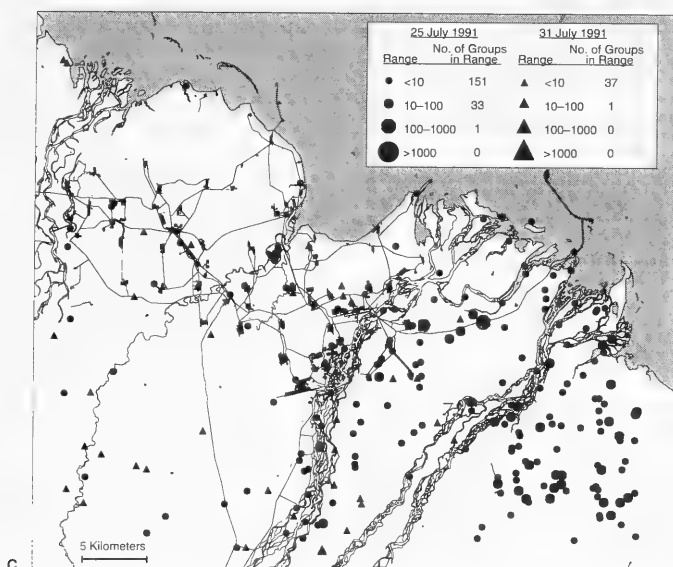 25 July 1991 31 July 1991
No. of Groups No. of Groups
Range in Range Range in Range
<10 151 <10 37
10–100 33 10–100 1
100–1000 1 100–1000 0
>1000 0 >1000 0
5 Kilometers
C